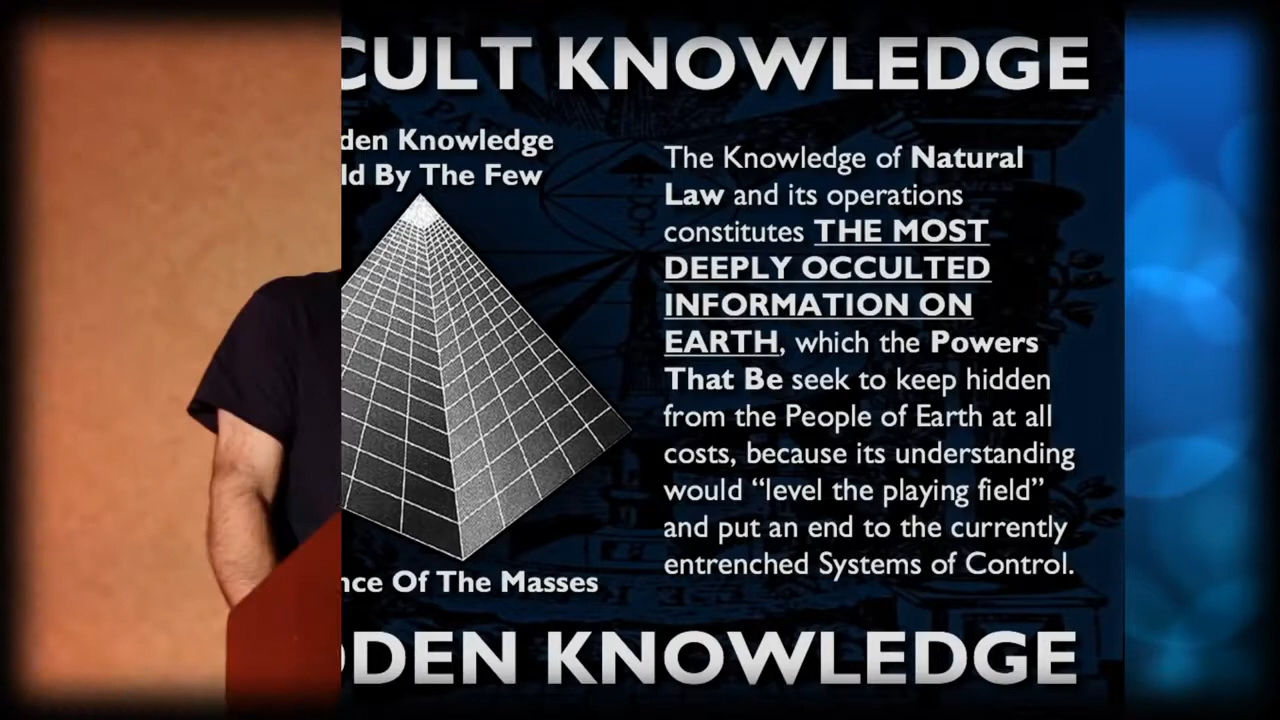 CULT KNOWLEDGE
den Knowledge
ld By The Few
The Knowledge of Natural
Law and its operations
constitutes THE MOST
DEEPLY OCCULTED
INFORMATION ON
EARTH, which the Powers
That Be seek to keep hidden
from the People of Earth at all
costs, because its understanding
would “level the playing field”
and put an end to the currently
entrenched Systems of Control.
nce Of The Masses
DDEN KNOWLEDGE